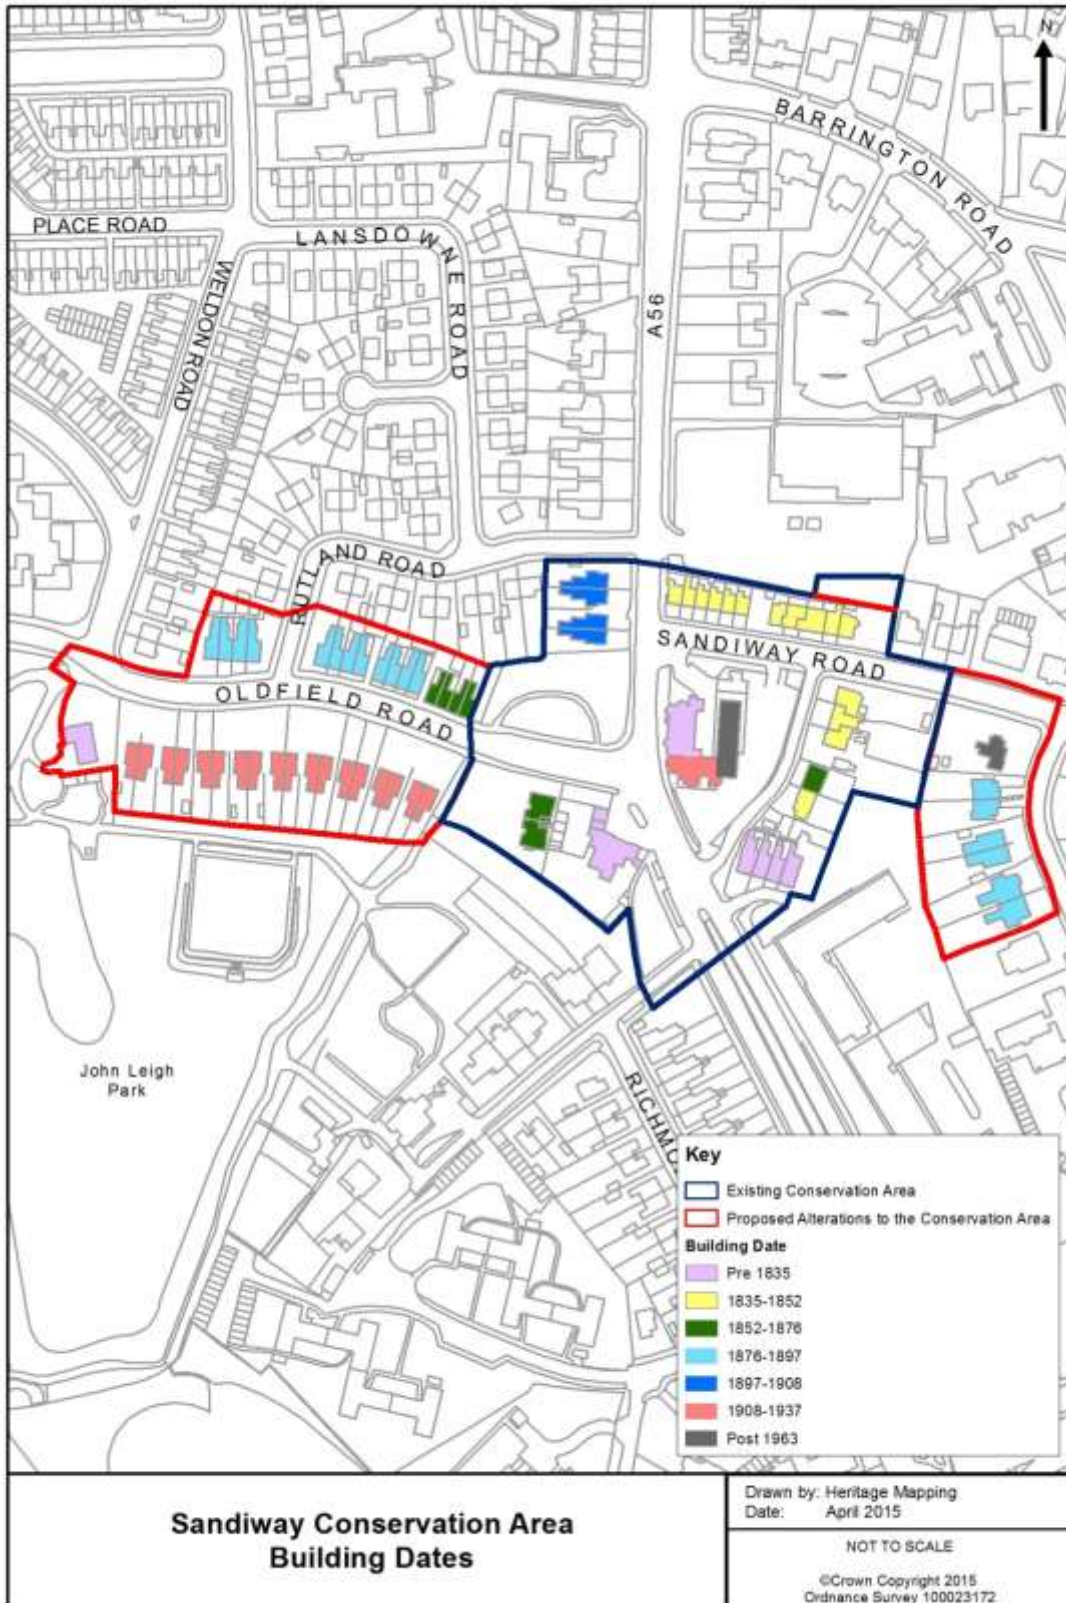 N
BARRINGTON ROAD
PLACE ROAD
LANSDOWNE ROAD
WELDON ROAD
A56
RUTLAND ROAD
SANDIWAY ROAD
OLDFIELD ROAD
John Leigh
Park
RICHMO
Key
Existing Conservation Area
Proposed Alterations to the Conservation Area
Building Date
Pre 1835
1835-1852
1852-1876
1876-1897
1897-1908
1908-1937
Post 1963
Sandiway Conservation Area
Building Dates
Drawn by: Heritage Mapping
Date: April 2015
NOT TO SCALE
©Crown Copyright 2015
Ordnance Survey 100023172